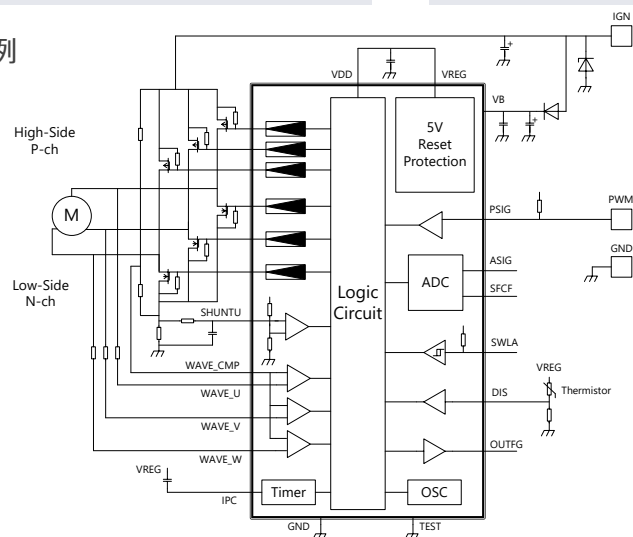 例
IGN
VDD
VREG
VB
High-Side
P-ch
5V
Reset
Protection
PSIG
PWM
M
GND
ASIG
ADC
SFCF
Low-Side
N-ch
Logic
Circuit
SHUNTU
SWLA
WAVE_CMP
VREG
WAVE_U
DIS
Thermistor
WAVE_V
OUTFG
WAVE_W
VREG
Timer
OSC
IPC
GND
TEST